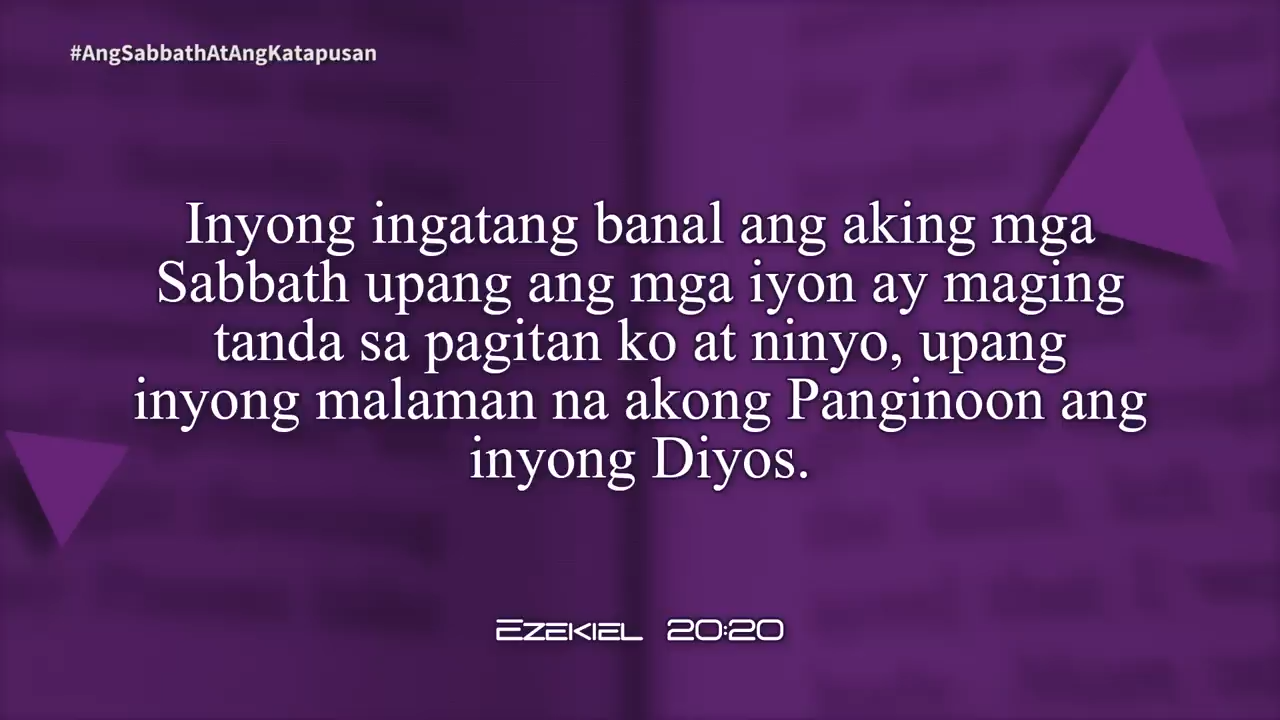 #AngSabbathAtAngKatapusan
Inyong ingatang banal ang aking mga
Sabbath upang ang mga iyon ay maging
tanda sa pagitan ko at ninyo, upang
inyong malaman na akong Panginoon ang
inyong Diyos.
Ezekiel 20:20